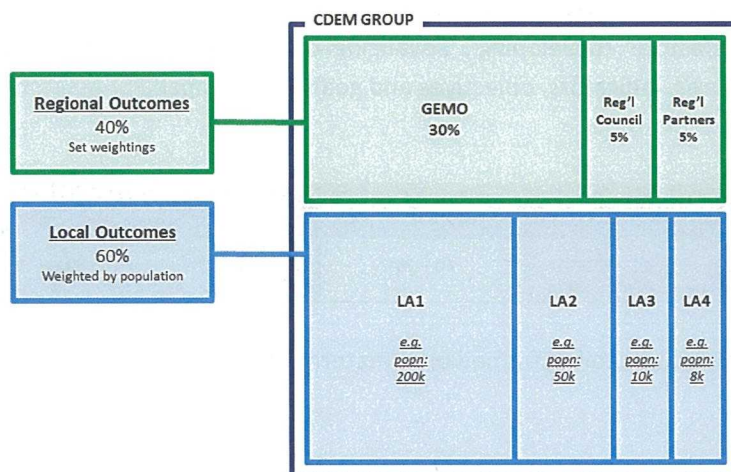 CDEM GROUP
Regional Outcomes
40%
Set weightings
GEMO
30%
Reg'l
Council
5%
Reg'l
Partners
5%
Local Outcomes
60%
Weighted by population
LA1
e.g.
popn:
200k
LA2
e.g.
popn:
50k
LA3
e.g.
popn:
10k
LA4
e.g.
popn:
8k